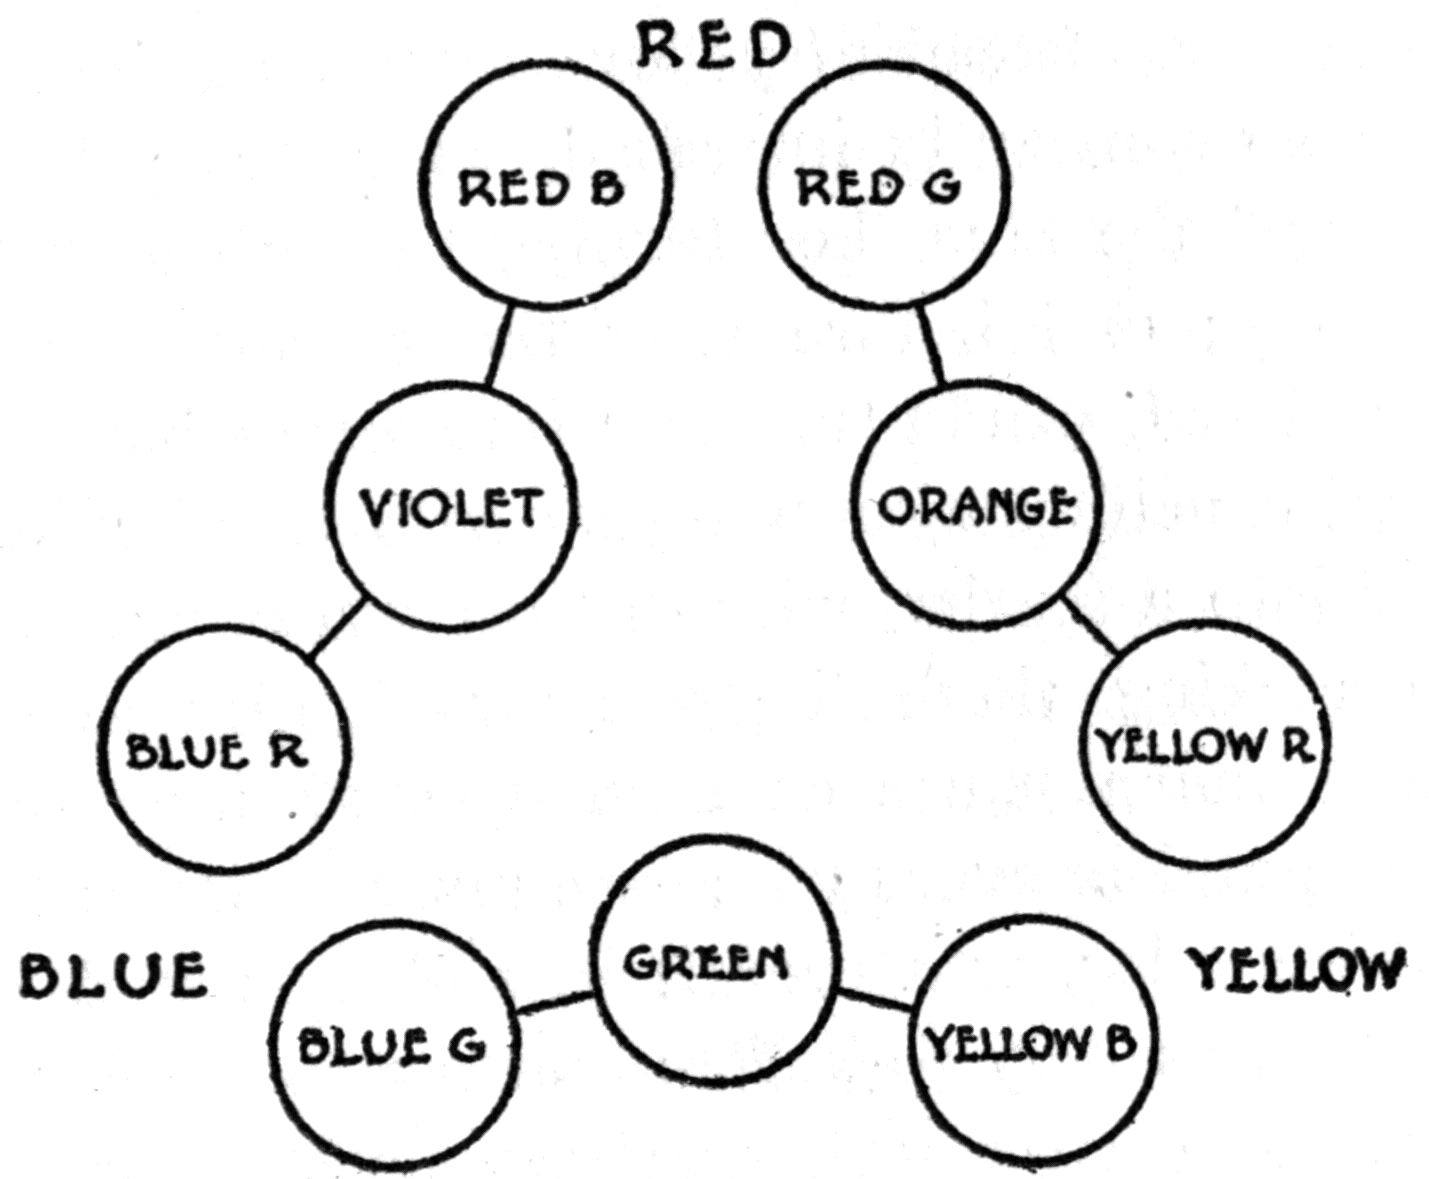 RED
RED B
RED G
VIOLET
ORANGE
BLUE R
YELLOW R
BLUE
GREEN
YELLOW
BLUE G
YELLOW B